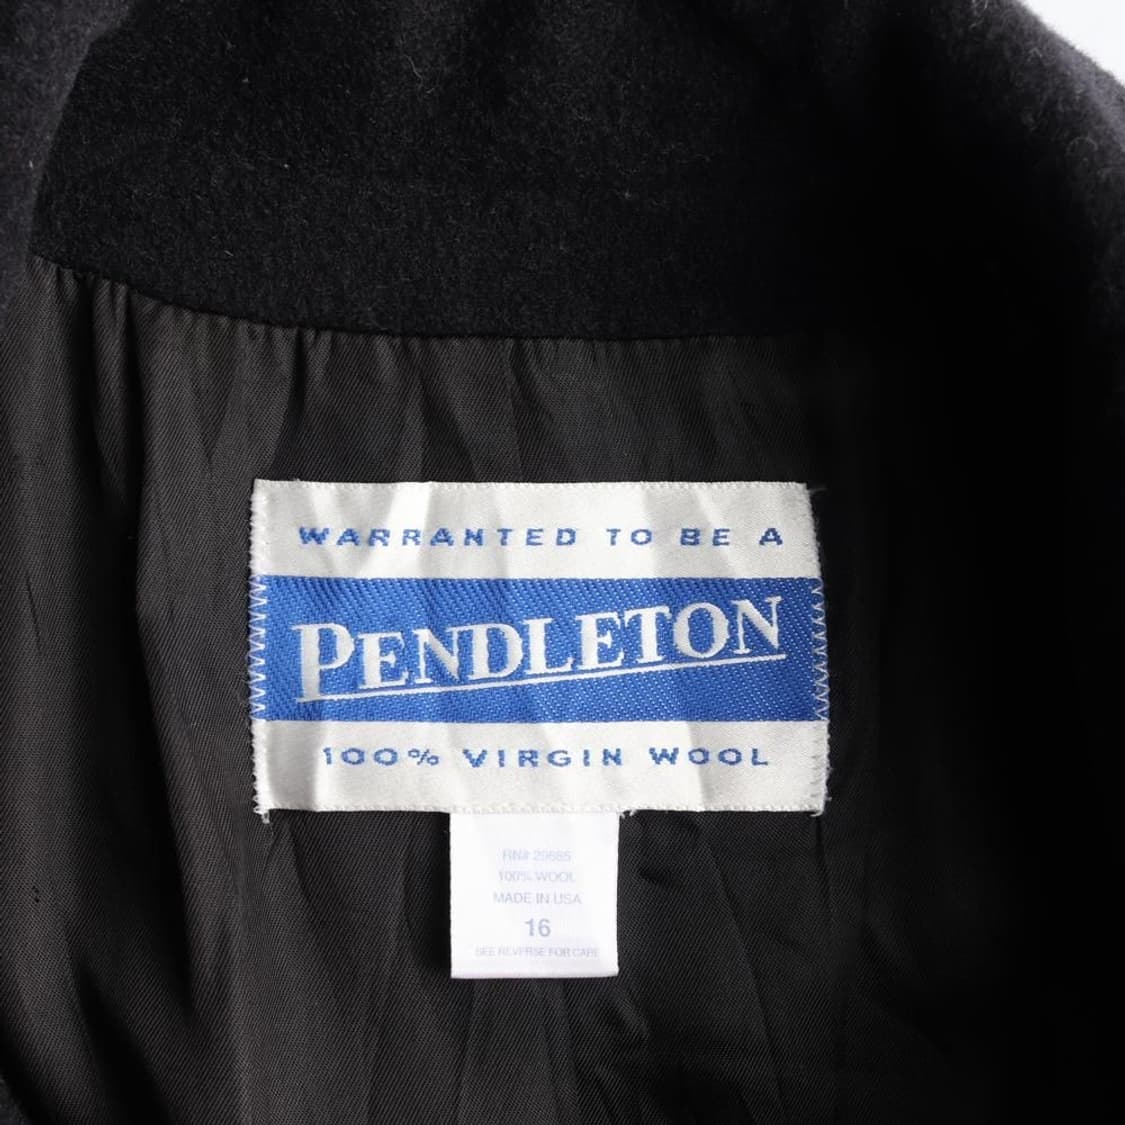 WARRANTED TO BE A
PENDLETON
100% VIRGIN WOOL
RN# 29685
100% WOOL
MADE IN USA
16
SEE REVERSE FOR CARE